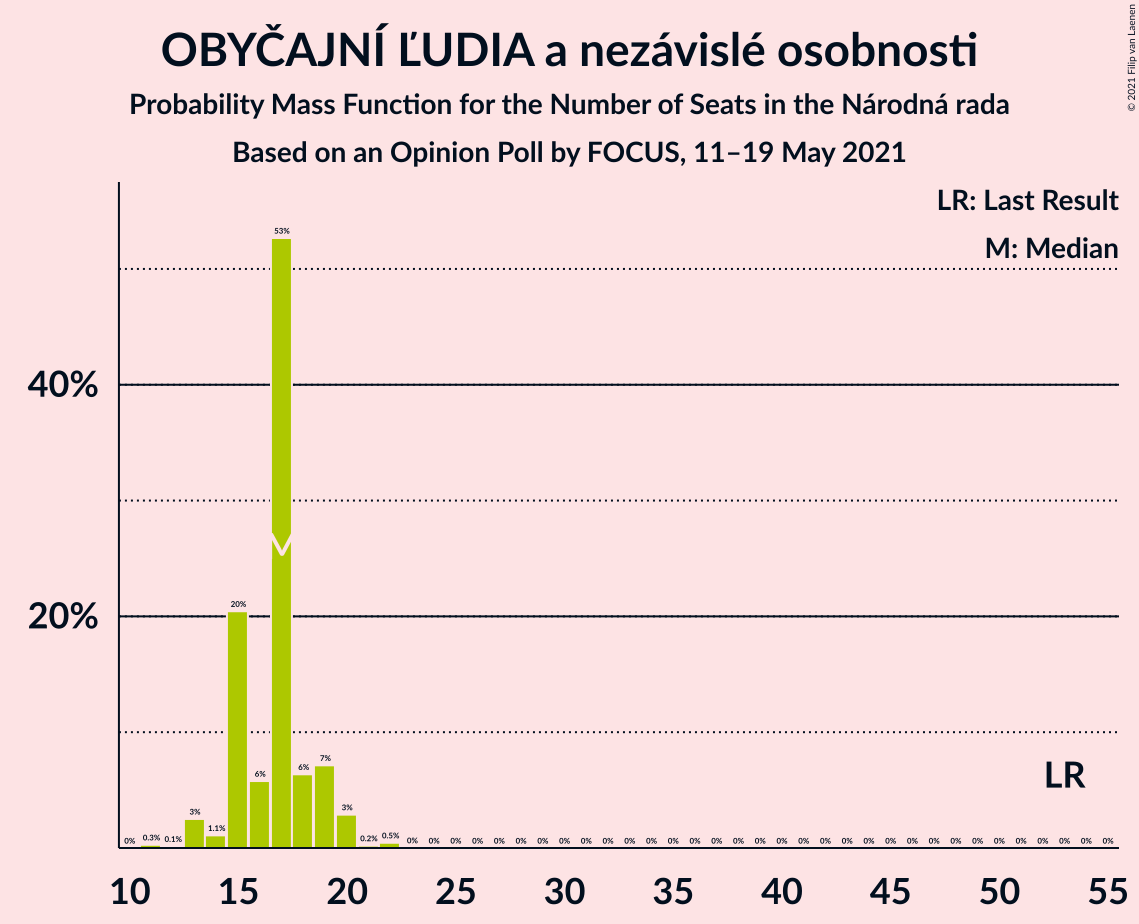 OBYČAJNÍ ĽUDIA a nezávislé osobnosti
Probability Mass Function for the Number of Seats in the Národná rada
Based on an Opinion Poll by FOCUS, 11–19 May 2021
© 2021 Filip van Laenen
LR: Last Result
M: Median
53%
40%
20%
20%
6%
6%
7%
3%
1.1%
3%
0% 0.3% 0.1% 0.2% 0.5% 0% 0% 0% 0% 0% 0% 0% 0% 0% 0% 0% 0% 0% 0% 0% 0% 0% 0% 0% 0% 0% 0% 0% 0% 0% 0% 0% 0% 0% 0% 0% 0% 0%
LR
10 15 20 25 30 35 40 45 50 55